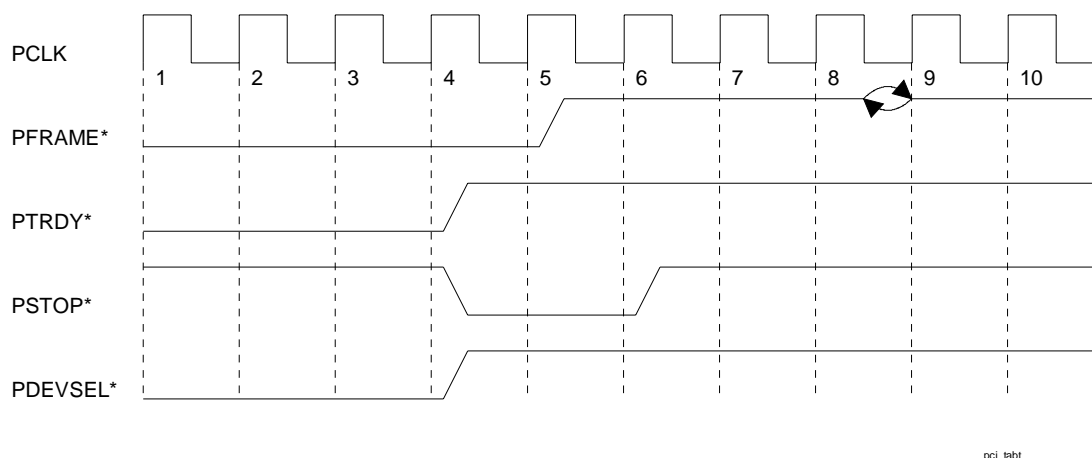 PCLK
1 2 3 4 5 6 7 8 9 10
PFRAME*
PTRDY*
PSTOP*
PDEVSEL*
pci_tabt